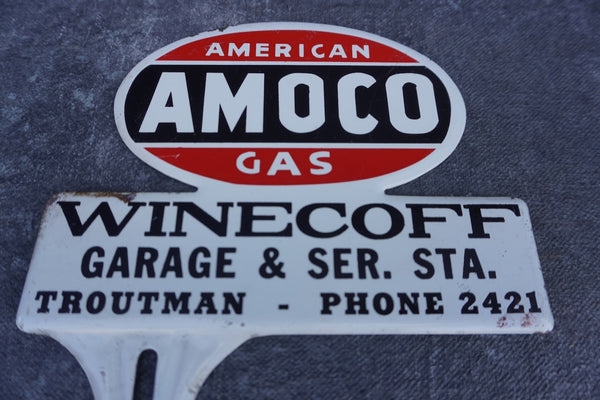 AMERICAN
AMOCO
GAS
WINECOFF
GARAGE & SER. STA.
TROUTMAN - PHONE 2421